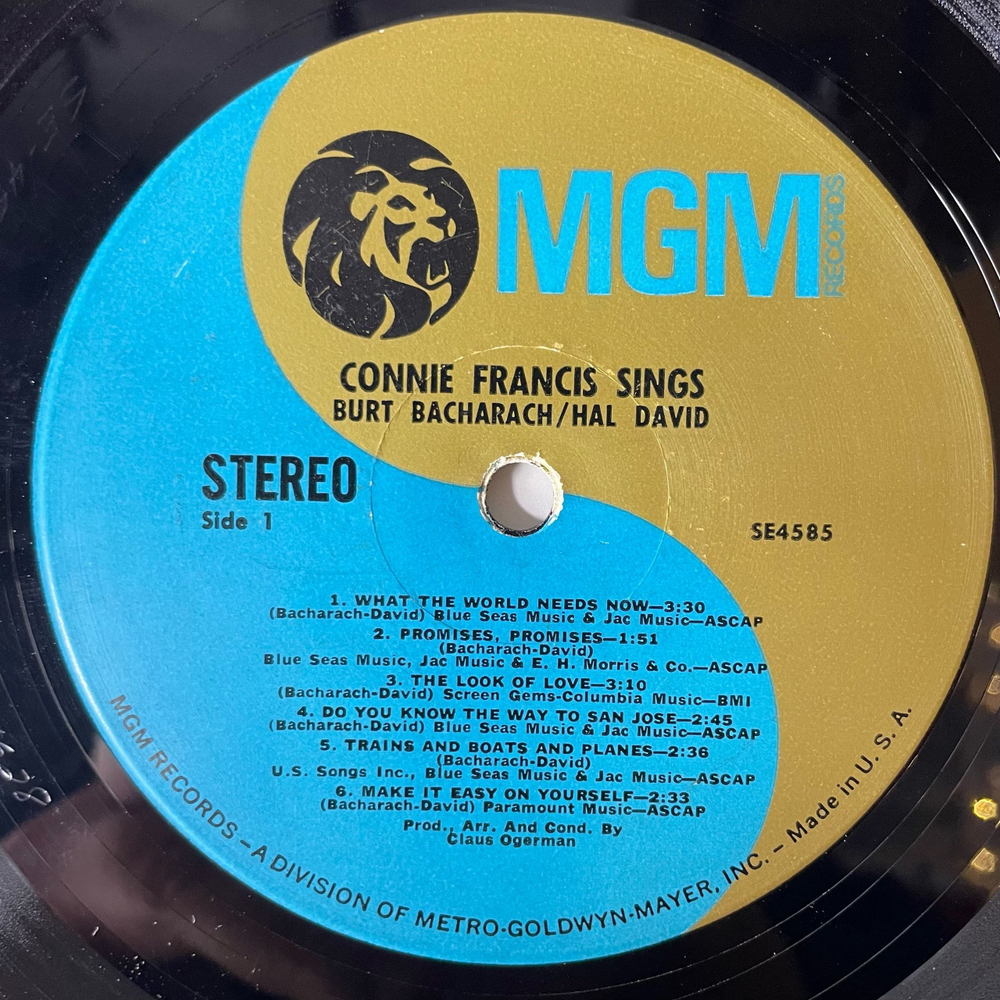 MGM
RECORDS
CONNIE FRANCIS SINGS
BURT BACHARACH/HAL DAVID
STEREO
Side 1
SE4585
1. WHAT THE WORLD NEEDS NOW—3:30
(Bacharach-David) Blue Seas Music & Jac Music—ASCAP
2. PROMISES, PROMISES—1:51
(Bacharach-David)
Blue Seas Music, Jac Music & E. H. Morris & Co.—ASCAP
3. THE LOOK OF LOVE—3:10
(Bacharach-David) Screen Gems-Columbia Music—BMI
4. DO YOU KNOW THE WAY TO SAN JOSE—2:45
(Bacharach-David) Blue Seas Music & Jac Music—ASCAP
5. TRAINS AND BOATS AND PLANES—2:36
(Bacharach-David)
U.S. Songs Inc., Blue Seas Music & Jac Music—ASCAP
6. MAKE IT EASY ON YOURSELF—2:33
(Bacharach-David) Paramount Music—ASCAP
Prod., Arr. And Cond. By
Claus Ogerman
MGM RECORDS – A DIVISION OF METRO-GOLDWYN-MAYER, INC. – Made in U. S. A.